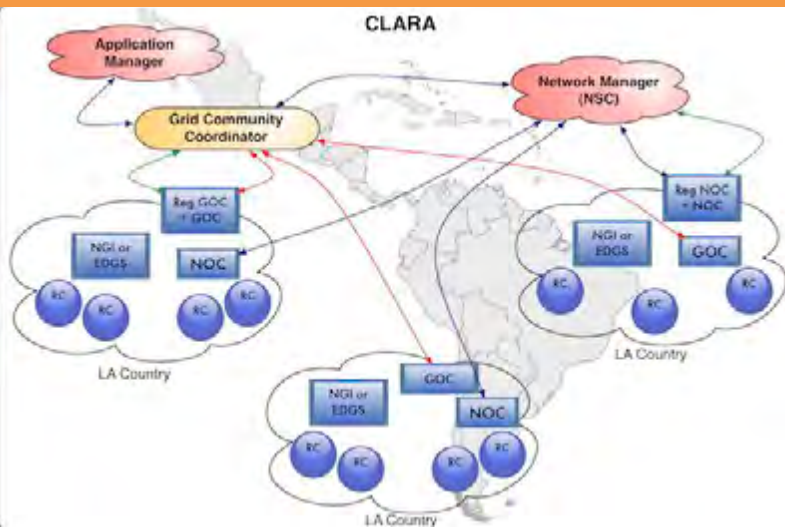 CLARA
Application
Manager
Network Manager
(NSC)
Grid Community
Coordinator
Reg GOC
+ GOC
NGI or
EDGS
NOC
RC
RC
RC
RC
LA Country
Reg NOC
+ NOC
NGI or
EDGS
GOC
RC
RC
RC
LA Country
GOC
NGI or
EDGS
NOC
RC
RC
RC
RC
LA Country